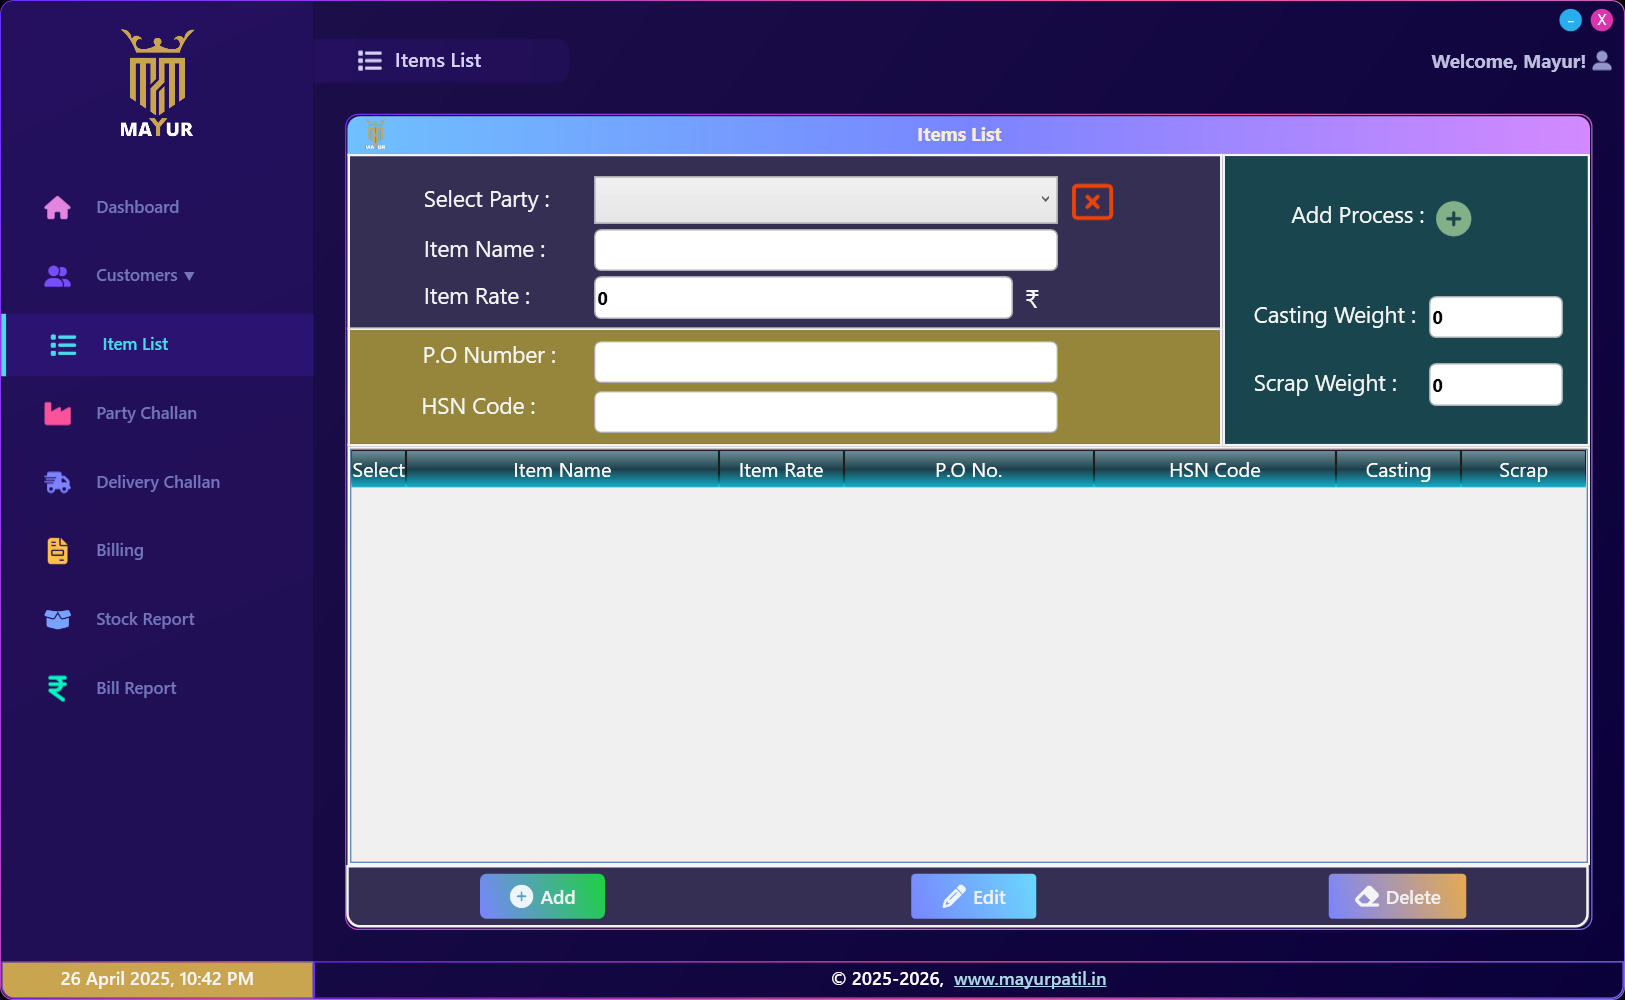 MAYUR
Dashboard
Customers ▼
Item List
Party Challan
Delivery Challan
Billing
Stock Report
Bill Report
26 April 2025, 10:42 PM
Items List
- X
Welcome, Mayur!
MAYUR
Items List
Select Party :
Item Name :
Item Rate : 0 ₹
P.O Number :
HSN Code :
Add Process : +
Casting Weight : 0
Scrap Weight : 0
Select Item Name Item Rate P.O No. HSN Code Casting Scrap
Add Edit Delete
© 2025-2026, www.mayurpatil.in